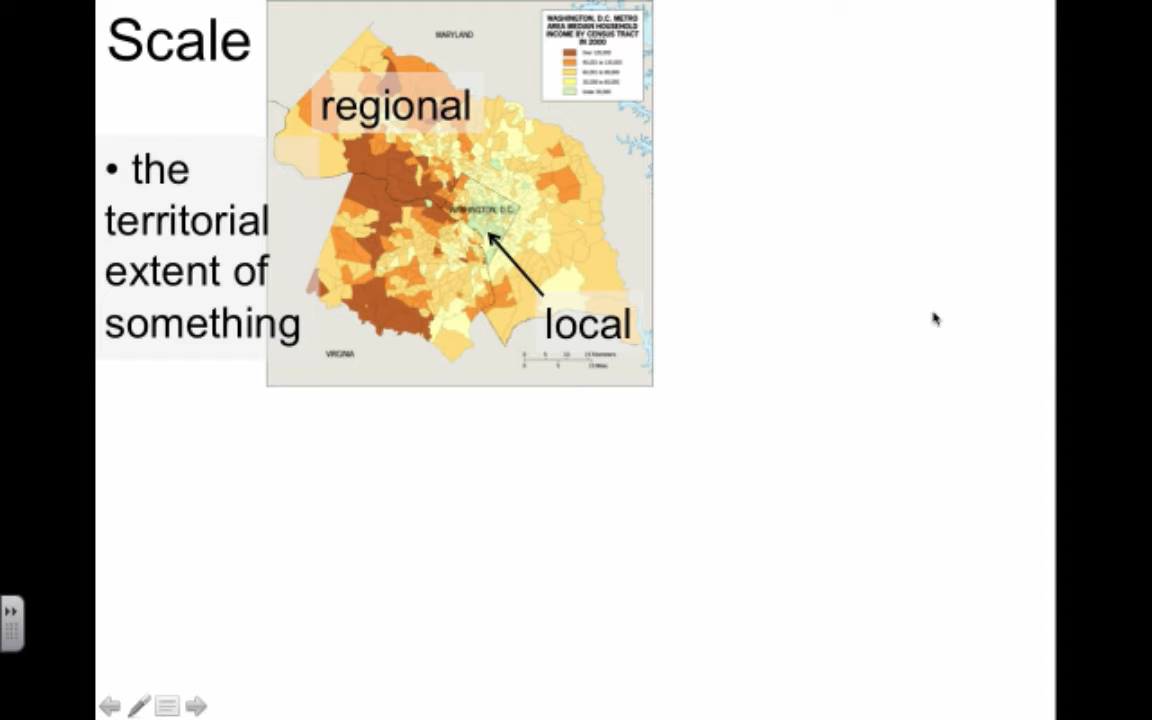 Scale
• the
territorial
extent of
something
regional
local
MARYLAND
WASHINGTON, D.C. METRO
AREA MEDIAN HOUSEHOLD
INCOME BY CENSUS TRACT
IN 2000
WASHINGTON, D.C.
VIRGINIA